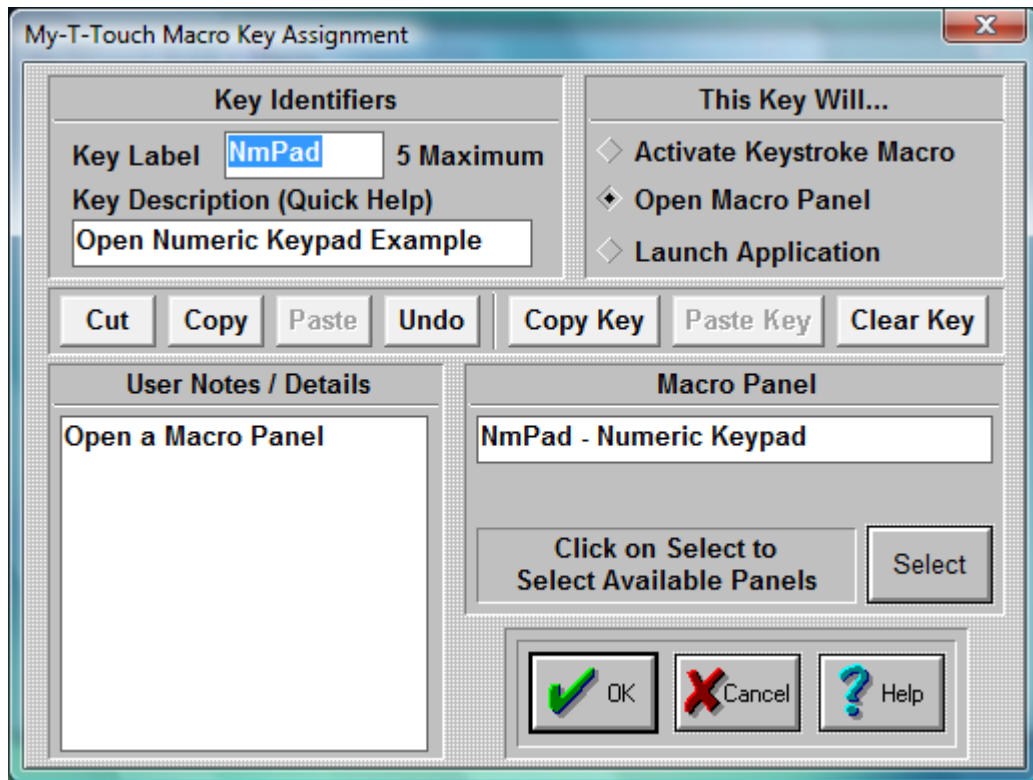 My-T-Touch Macro Key Assignment
Key Identifiers
Key Label NmPad 5 Maximum
Key Description (Quick Help)
Open Numeric Keypad Example
This Key Will...
Activate Keystroke Macro
Open Macro Panel
Launch Application
Cut Copy Paste Undo Copy Key Paste Key Clear Key
User Notes / Details
Open a Macro Panel
Macro Panel
NmPad - Numeric Keypad
Click on Select to
Select Available Panels
Select
OK Cancel Help